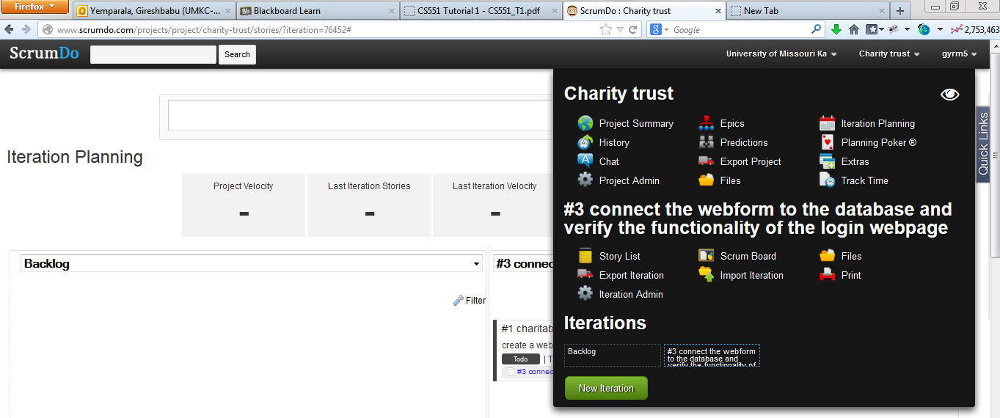 Firefox
Yemparala, Gireshbabu (UMKC-...
Blackboard Learn
CS551 Tutorial 1 - CS551_T1.pdf
ScrumDo : Charity trust
New Tab
www.scrumdo.com/projects/project/charity-trust/stories/?iteration=76452#
Google
2,753,463
ScrumDo
Search
University of Missouri Ka
Charity trust
gyrm5
Charity trust
Project Summary
Epics
Iteration Planning
History
Predictions
Planning Poker ®
Chat
Export Project
Extras
Project Admin
Files
Track Time
Quick Links
Iteration Planning
Project Velocity
-
Last Iteration Stories
-
Last Iteration Velocity
-
#3 connect the webform to the database and
verify the functionality of the login webpage
Story List
Scrum Board
Files
Export Iteration
Import Iteration
Print
Iteration Admin
Backlog
#3 connec
Filter
#1 charitab
create a web
Todo
| T
#3 connec
Iterations
Backlog
#3 connect the webform
to the database and
verify the functionality of
New Iteration